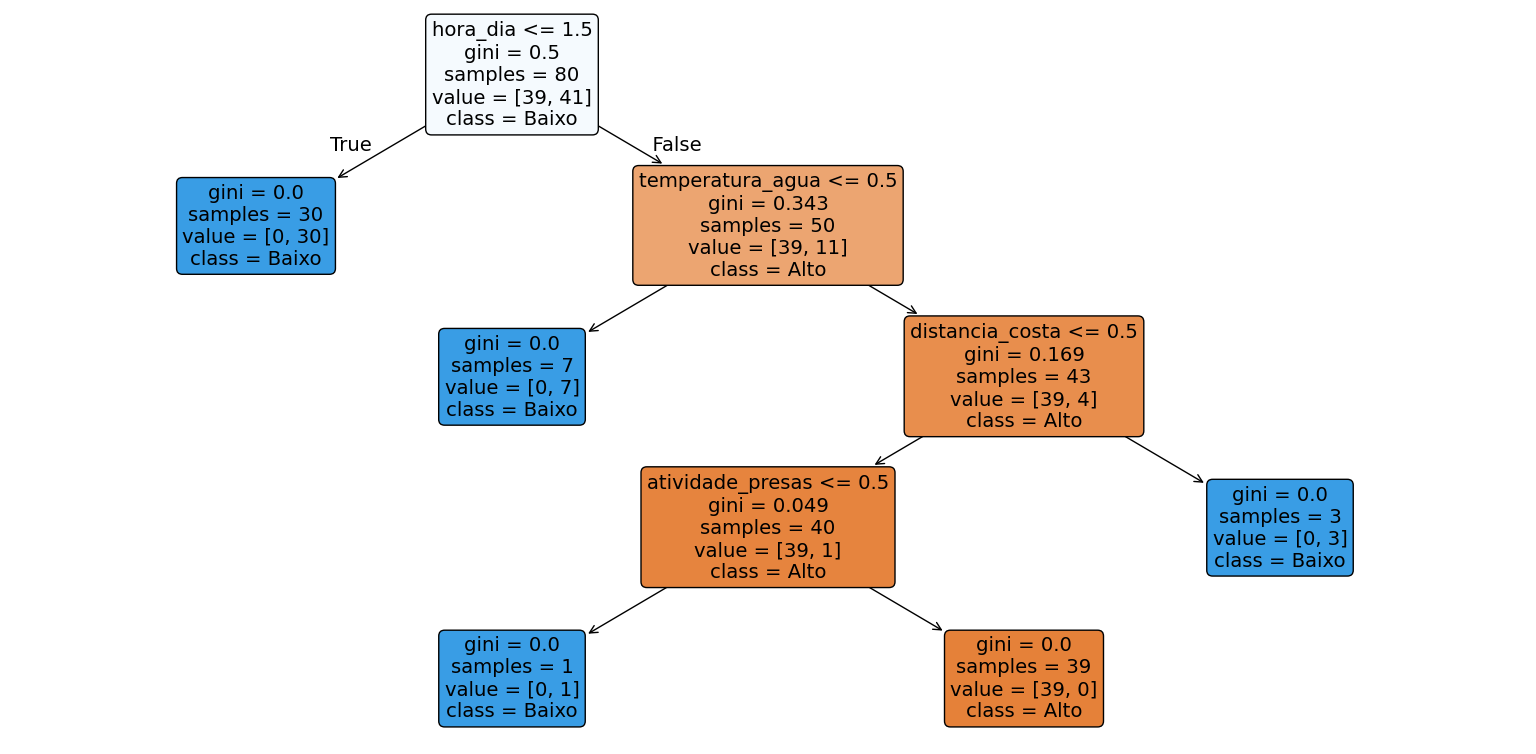 hora_dia <= 1.5
gini = 0.5
samples = 80
value = [39, 41]
class = Baixo
True
False
gini = 0.0
samples = 30
value = [0, 30]
class = Baixo
temperatura_agua <= 0.5
gini = 0.343
samples = 50
value = [39, 11]
class = Alto
gini = 0.0
samples = 7
value = [0, 7]
class = Baixo
distancia_costa <= 0.5
gini = 0.169
samples = 43
value = [39, 4]
class = Alto
atividade_presas <= 0.5
gini = 0.049
samples = 40
value = [39, 1]
class = Alto
gini = 0.0
samples = 3
value = [0, 3]
class = Baixo
gini = 0.0
samples = 1
value = [0, 1]
class = Baixo
gini = 0.0
samples = 39
value = [39, 0]
class = Alto